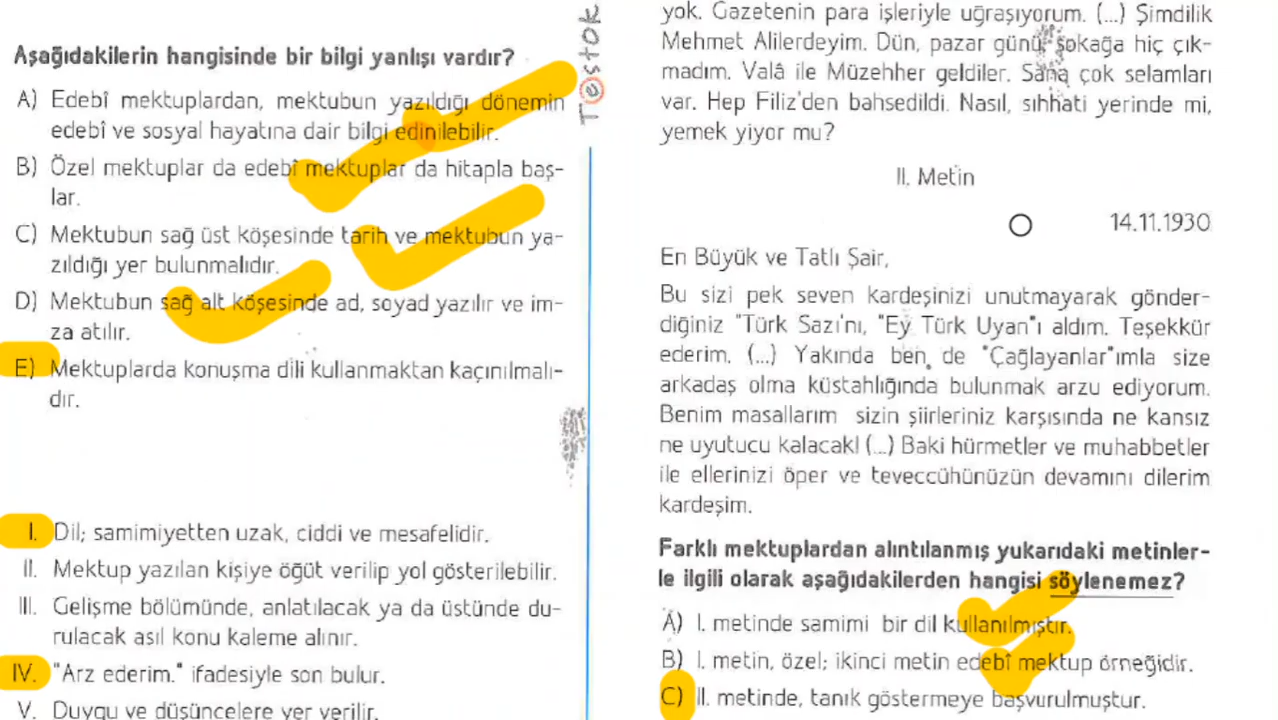 Aşağıdakilerin hangisinde bir bilgi yanlışı vardır?
A) Edebî mektuplardan, mektubun yazıldığı dönemin
edebî ve sosyal hayatına dair bilgi edinilebilir.
B) Özel mektuplar da edebî mektuplar da hitapla baş-
lar.
C) Mektubun sağ üst köşesinde tarih ve mektubun ya-
zıldığı yer bulunmalıdır.
D) Mektubun sağ alt köşesinde ad, soyad yazılır ve im-
za atılır.
E) Mektuplarda konuşma dili kullanmaktan kaçınılmalı-
dır.
I. Dil; samimiyetten uzak, ciddi ve mesafelidir.
II. Mektup yazılan kişiye öğüt verilip yol gösterilebilir.
III. Gelişme bölümünde, anlatılacak ya da üstünde du-
rulacak asıl konu kaleme alınır.
IV. "Arz ederim." ifadesiyle son bulur.
V. Duygu ve düşüncelere yer verilir.
Testok
yok. Gazetenin para işleriyle uğraşıyorum. (...) Şimdilik
Mehmet Alilerdeyim. Dün, pazar günü, sokağa hiç çık-
madım. Valâ ile Müzehher geldiler. Sana çok selamları
var. Hep Filiz'den bahsedildi. Nasıl, sıhhati yerinde mi,
yemek yiyor mu?
II. Metin
14.11.1930
En Büyük ve Tatlı Şair,
Bu sizi pek seven kardeşinizi unutmayarak gönder-
diğiniz "Türk Sazı'nı, "Ey Türk Uyan"ı aldım. Teşekkür
ederim. (...) Yakında ben de "Çağlayanlar"ımla size
arkadaş olma küstahlığında bulunmak arzu ediyorum.
Benim masallarım sizin şiirleriniz karşısında ne kansız
ne uyutucu kalacak! (...) Baki hürmetler ve muhabbetler
ile ellerinizi öper ve teveccühünüzün devamını dilerim
kardeşim.
Farklı mektuplardan alıntılanmış yukarıdaki metinler-
le ilgili olarak aşağıdakilerden hangisi söylenemez?
A) I. metinde samimi bir dil kullanılmıştır.
B) I. metin, özel; ikinci metin edebî mektup örneğidir.
C) II. metinde, tanık göstermeye başvurulmuştur.